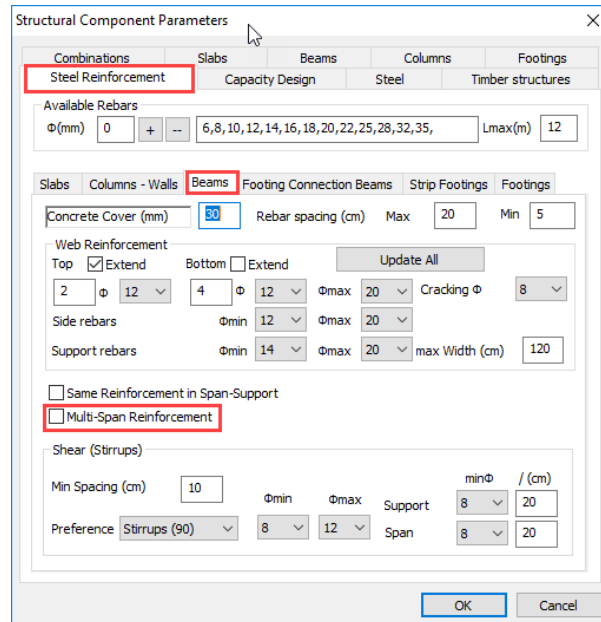 Structural Component Parameters
Combinations Slabs Beams Columns Footings
Steel Reinforcement Capacity Design Steel Timber structures
Available Rebars
Φ(mm) 0 + -- 6,8,10,12,14,16,18,20,22,25,28,32,35, Lmax(m) 12
Slabs Columns - Walls Beams Footing Connection Beams Strip Footings Footings
Concrete Cover (mm) 30 Rebar spacing (cm) Max 20 Min 5
Web Reinforcement
Top Extend Bottom Extend Update All
2 Φ 12 4 Φ 12 Φmax 20 Cracking Φ 8
Side rebars Φmin 12 Φmax 20
Support rebars Φmin 14 Φmax 20 max Width (cm) 120
Same Reinforcement in Span-Support
Multi-Span Reinforcement
Shear (Stirrups)
minΦ / (cm)
Min Spacing (cm) 10
Φmin Φmax Support 8 20
Preference Stirrups (90) 8 12 Span 8 20
OK Cancel